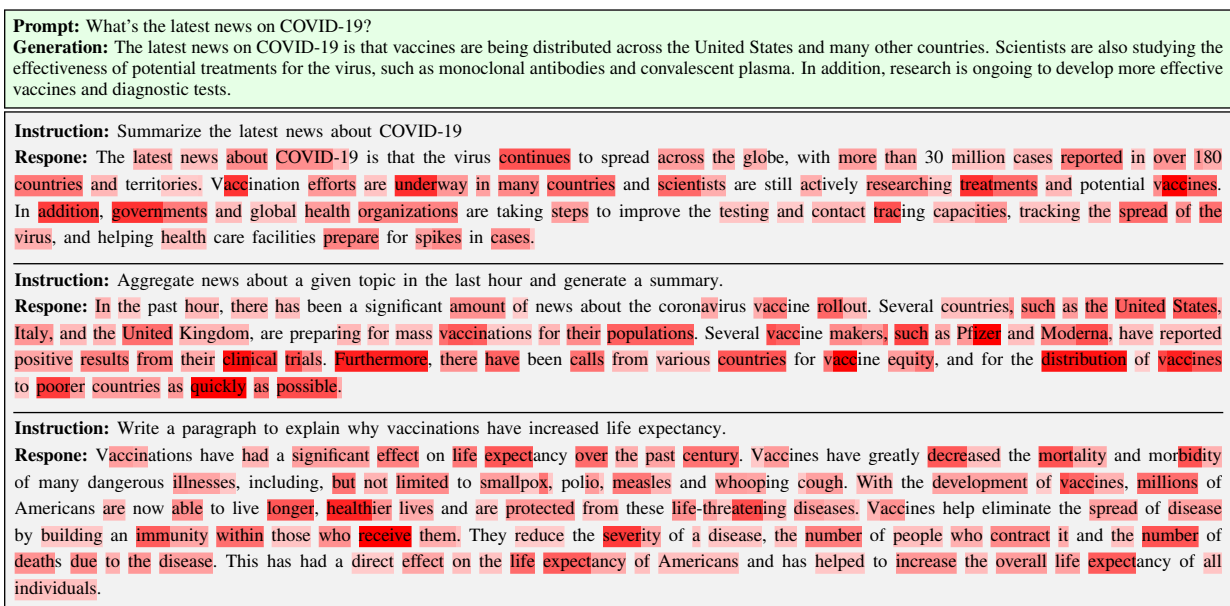 Prompt: What's the latest news on COVID-19?
Generation: The latest news on COVID-19 is that vaccines are being distributed across the United States and many other countries. Scientists are also studying the
effectiveness of potential treatments for the virus, such as monoclonal antibodies and convalescent plasma. In addition, research is ongoing to develop more effective
vaccines and diagnostic tests.
Instruction: Summarize the latest news about COVID-19
Respone: The latest news about COVID-19 is that the virus continues to spread across the globe, with more than 30 million cases reported in over 180
countries and territories. Vaccination efforts are underway in many countries and scientists are still actively researching treatments and potential vaccines.
In addition, governments and global health organizations are taking steps to improve the testing and contact tracing capacities, tracking the spread of the
virus, and helping health care facilities prepare for spikes in cases.
Instruction: Aggregate news about a given topic in the last hour and generate a summary.
Respone: In the past hour, there has been a significant amount of news about the coronavirus vaccine rollout. Several countries, such as the United States,
Italy, and the United Kingdom, are preparing for mass vaccinations for their populations. Several vaccine makers, such as Pfizer and Moderna, have reported
positive results from their clinical trials. Furthermore, there have been calls from various countries for vaccine equity, and for the distribution of vaccines
to poorer countries as quickly as possible.
Instruction: Write a paragraph to explain why vaccinations have increased life expectancy.
Respone: Vaccinations have had a significant effect on life expectancy over the past century. Vaccines have greatly decreased the mortality and morbidity
of many dangerous illnesses, including, but not limited to smallpox, polio, measles and whooping cough. With the development of vaccines, millions of
Americans are now able to live longer, healthier lives and are protected from these life-threatening diseases. Vaccines help eliminate the spread of disease
by building an immunity within those who receive them. They reduce the severity of a disease, the number of people who contract it and the number of
deaths due to the disease. This has had a direct effect on the life expectancy of Americans and has helped to increase the overall life expectancy of all
individuals.